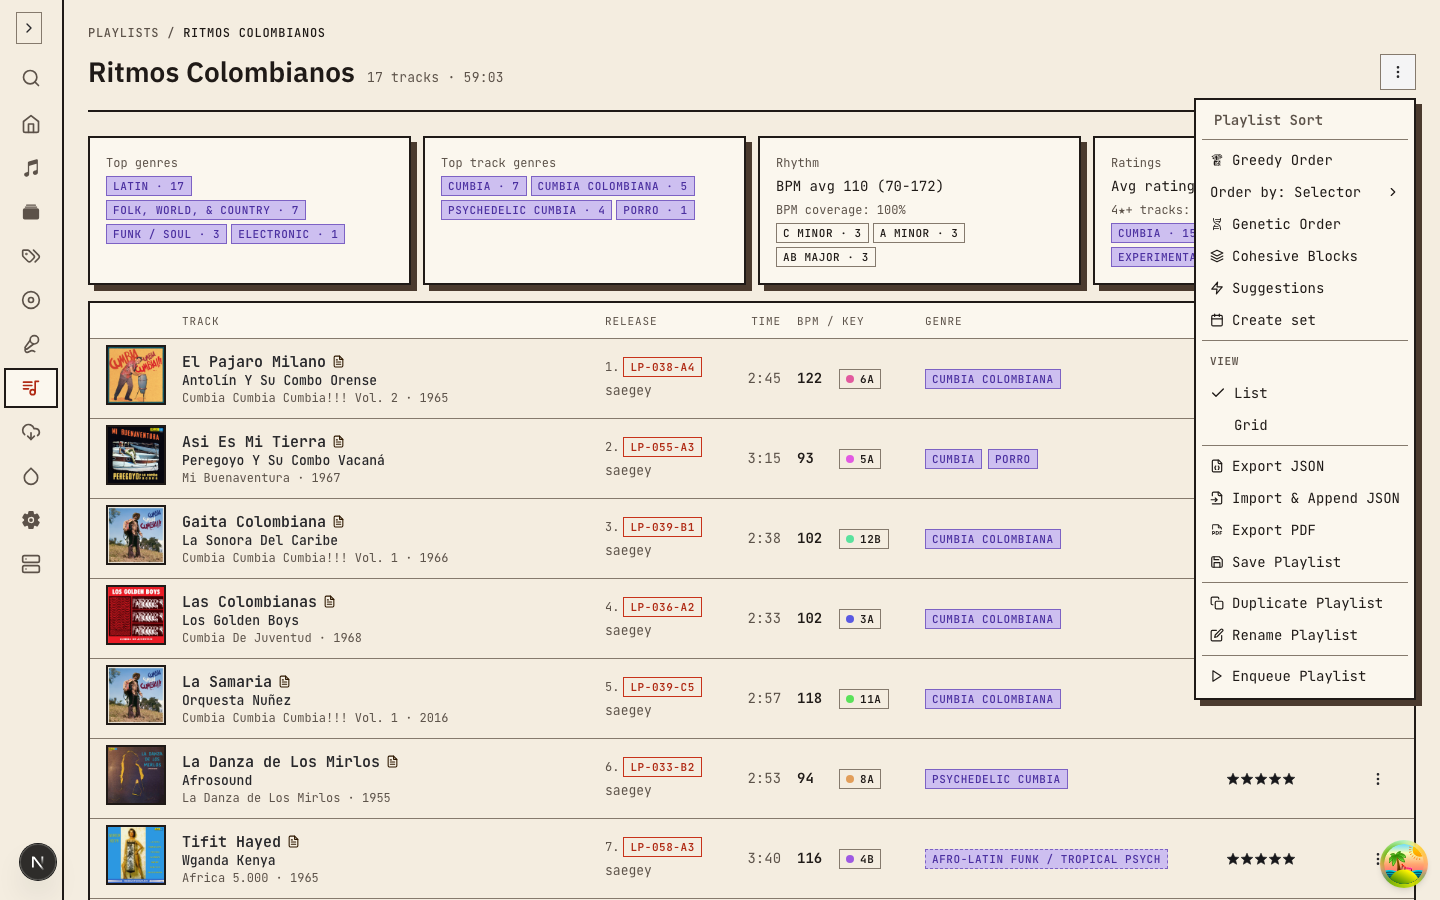 PLAYLISTS / RITMOS COLOMBIANOS
Ritmos Colombianos 17 tracks · 59:03
Top genres
LATIN · 17
FOLK, WORLD, & COUNTRY · 7
FUNK / SOUL · 3 ELECTRONIC · 1
Top track genres
CUMBIA · 7 CUMBIA COLOMBIANA · 5
PSYCHEDELIC CUMBIA · 4 PORRO · 1
Rhythm
BPM avg 110 (70-172)
BPM coverage: 100%
C MINOR · 3 A MINOR · 3
AB MAJOR · 3
Ratings
Avg rating
4★+ tracks:
CUMBIA · 15
EXPERIMENTA
Playlist Sort
Greedy Order
Order by: Selector
Genetic Order
Cohesive Blocks
Suggestions
Create set
VIEW
List
Grid
Export JSON
Import & Append JSON
Export PDF
Save Playlist
Duplicate Playlist
Rename Playlist
Enqueue Playlist
TRACK RELEASE TIME BPM / KEY GENRE
El Pajaro Milano
Antolín Y Su Combo Orense
Cumbia Cumbia Cumbia!!! Vol. 2 · 1965
1. LP-038-A4
saegey
2:45 122 6A CUMBIA COLOMBIANA
Asi Es Mi Tierra
Peregoyo Y Su Combo Vacaná
Mi Buenaventura · 1967
2. LP-055-A3
saegey
3:15 93 5A CUMBIA PORRO
Gaita Colombiana
La Sonora Del Caribe
Cumbia Cumbia Cumbia!!! Vol. 1 · 1966
3. LP-039-B1
saegey
2:38 102 12B CUMBIA COLOMBIANA
Las Colombianas
Los Golden Boys
Cumbia De Juventud · 1968
4. LP-036-A2
saegey
2:33 102 3A CUMBIA COLOMBIANA
La Samaria
Orquesta Nuñez
Cumbia Cumbia Cumbia!!! Vol. 1 · 2016
5. LP-039-C5
saegey
2:57 118 11A CUMBIA COLOMBIANA
La Danza de Los Mirlos
Afrosound
La Danza de Los Mirlos · 1955
6. LP-033-B2
saegey
2:53 94 8A PSYCHEDELIC CUMBIA ★★★★★
Tifit Hayed
Wganda Kenya
Africa 5.000 · 1965
7. LP-058-A3
saegey
3:40 116 4B AFRO-LATIN FUNK / TROPICAL PSYCH ★★★★★
N